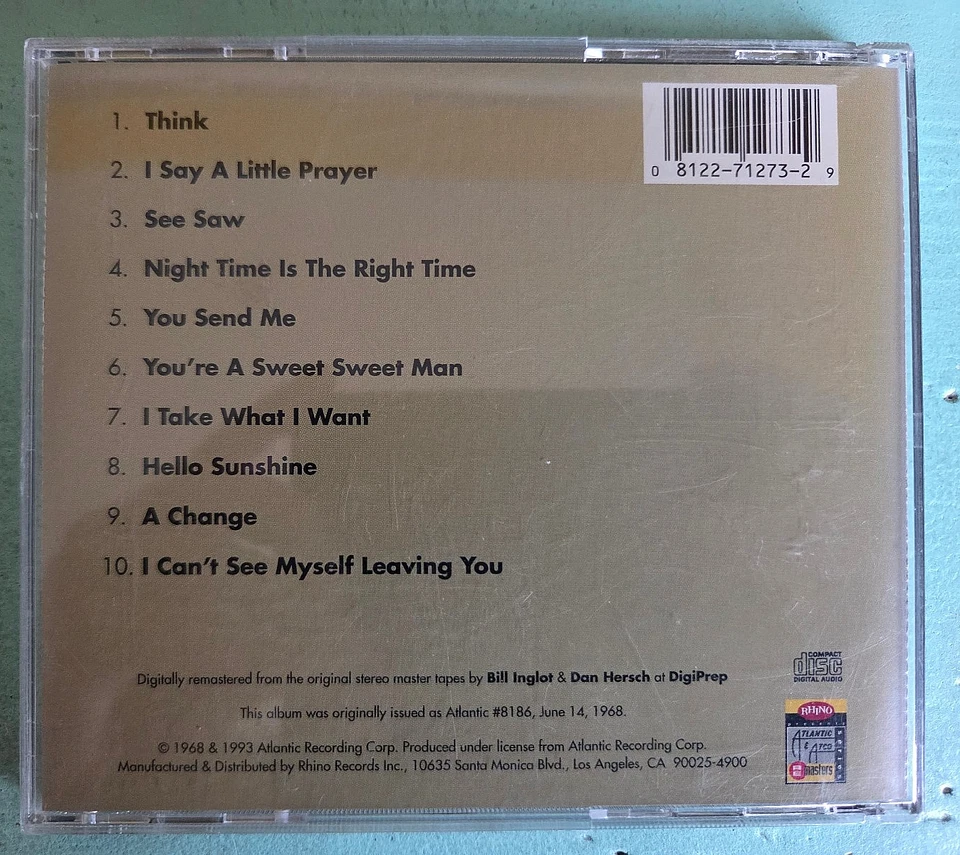 1. Think
2. I Say A Little Prayer
3. See Saw
4. Night Time Is The Right Time
5. You Send Me
6. You're A Sweet Sweet Man
7. I Take What I Want
8. Hello Sunshine
9. A Change
10. I Can't See Myself Leaving You
0 8122-71273-2 9
Digitally remastered from the original stereo master tapes by Bill Inglot & Dan Hersch at DigiPrep
This album was originally issued as Atlantic #8186, June 14, 1968.
© 1968 & 1993 Atlantic Recording Corp. Produced under license from Atlantic Recording Corp.
Manufactured & Distributed by Rhino Records Inc., 10635 Santa Monica Blvd., Los Angeles, CA 90025-4900
COMPACT
disc
DIGITAL AUDIO
RHINO
presents
ATLANTIC
& ATCO
masters